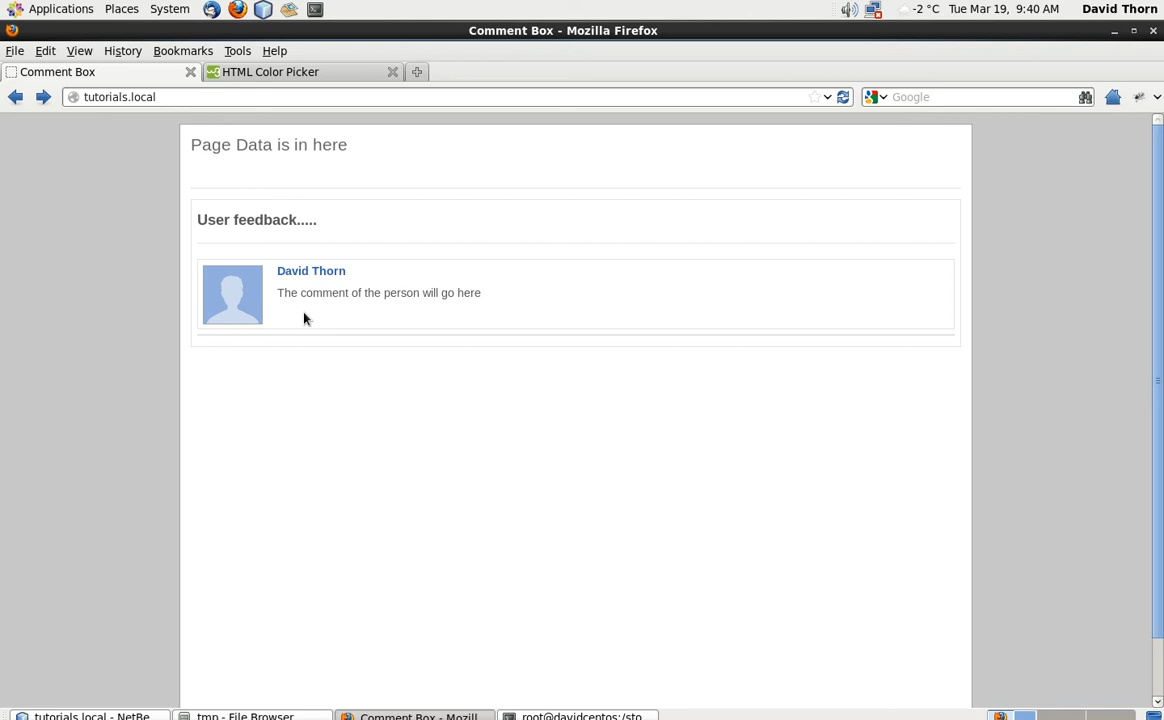 Applications Places System -2 °C Tue Mar 19, 9:40 AM David Thorn
Comment Box - Mozilla Firefox
File Edit View History Bookmarks Tools Help
Comment Box HTML Color Picker
tutorials.local Google
Page Data is in here
User feedback.....
David Thorn
The comment of the person will go here
tutorials.local - NetBe tmp - File Browser Comment Box - Mozill root@davidcentos:/sto